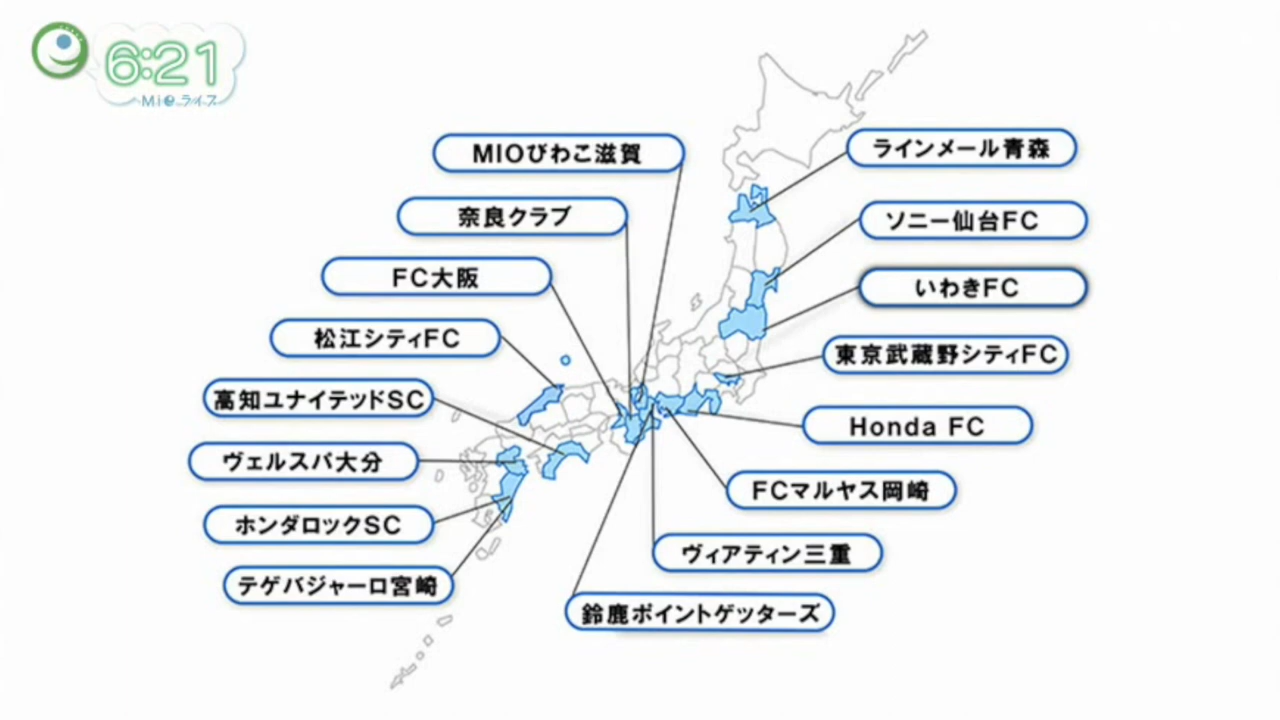 6:21
Mioライブ
MIOびわこ滋賀
奈良クラブ
FC大阪
松江シティFC
高知ユナイテッドSC
ヴェルスパ大分
ホンダロックSC
テゲバジャーロ宮崎
ラインメール青森
ソニー仙台FC
いわきFC
東京武蔵野シティFC
Honda FC
FCマルヤス岡崎
ヴィアティン三重
鈴鹿ポイントゲッターズ